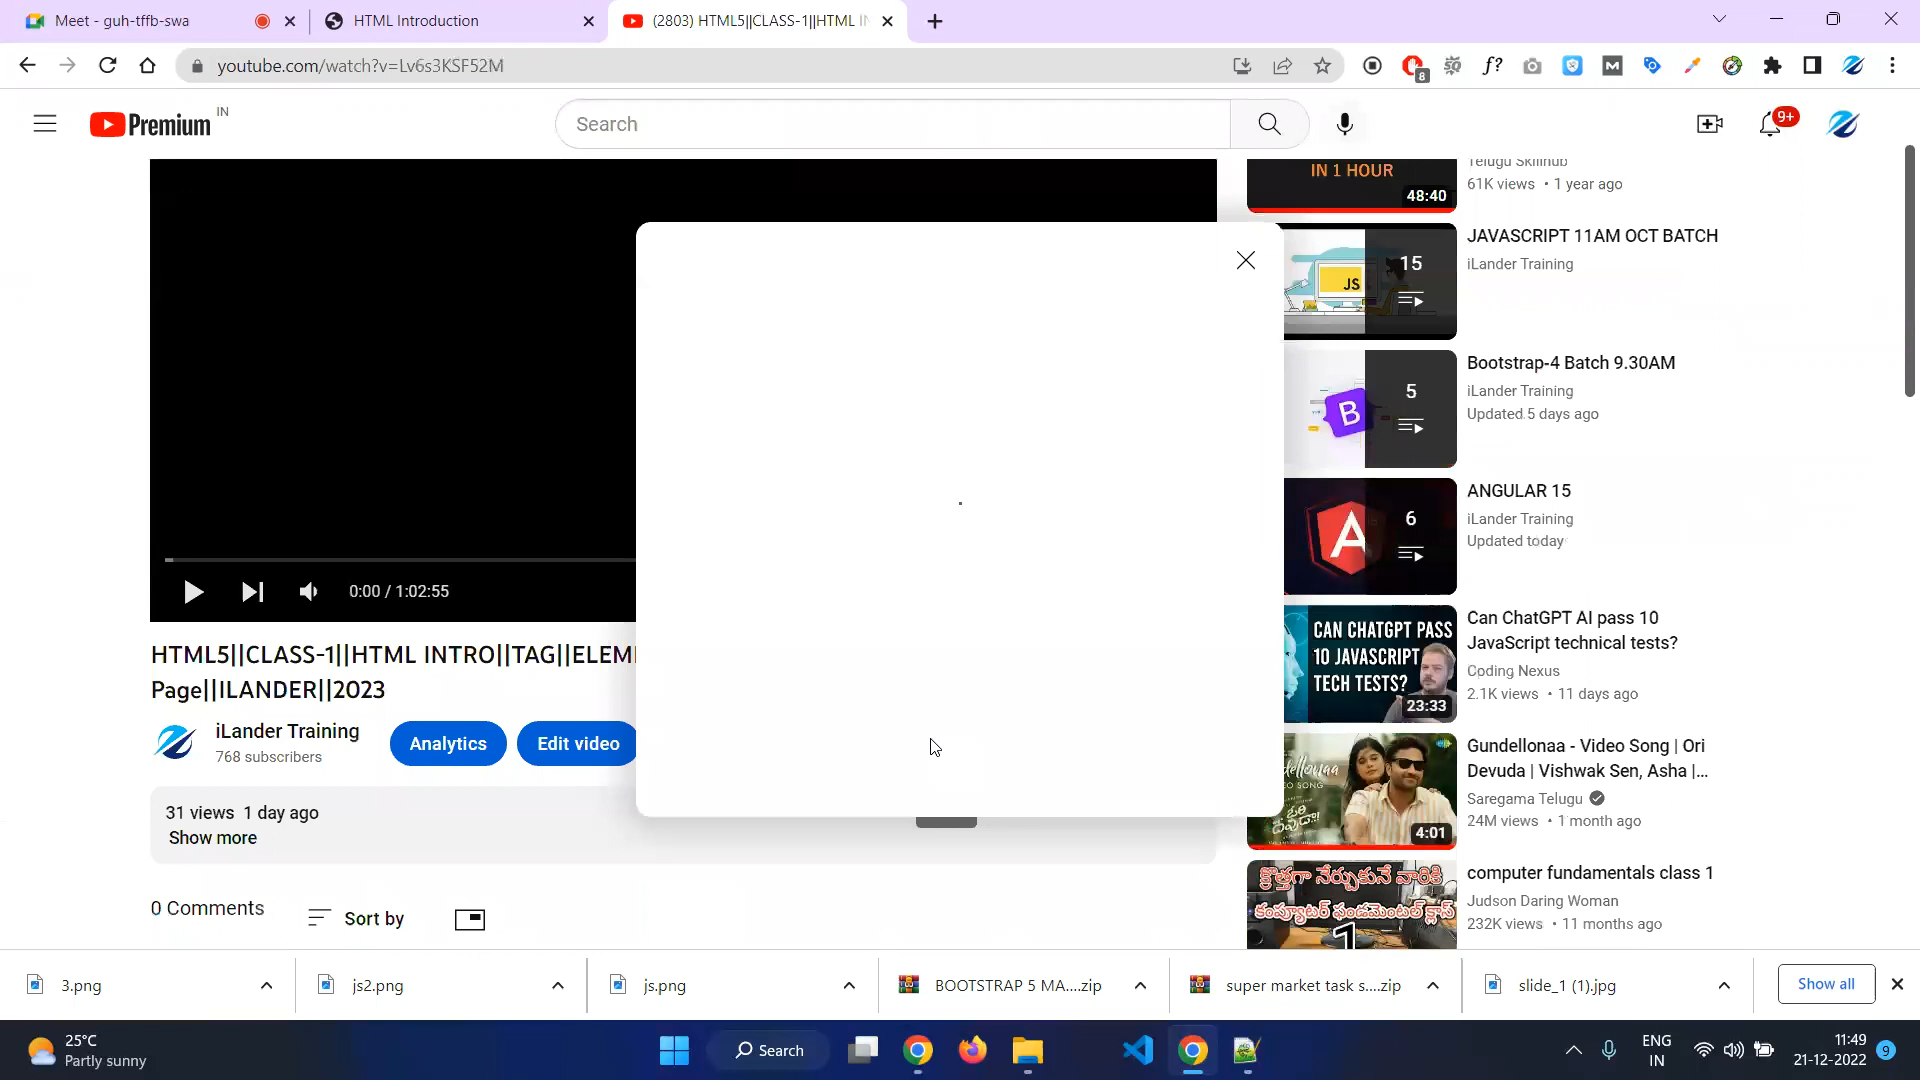 Meet - guh-tffb-swa
HTML Introduction
(2803) HTML5||CLASS-1||HTML IN
youtube.com/watch?v=Lv6s3KSF52M
8
f?
M
Premium
IN
Search
9+
IN 1 HOUR
48:40
Telugu Skillhub
61K views • 1 year ago
JS
15
JAVASCRIPT 11AM OCT BATCH
iLander Training
B
5
Bootstrap-4 Batch 9.30AM
iLander Training
Updated 5 days ago
A
6
ANGULAR 15
iLander Training
Updated today
0:00 / 1:02:55
CAN CHATGPT PASS
10 JAVASCRIPT
TECH TESTS?
23:33
Can ChatGPT AI pass 10
JavaScript technical tests?
Coding Nexus
2.1K views • 11 days ago
HTML5||CLASS-1||HTML INTRO||TAG||ELEM
Page||ILANDER||2023
iLander Training
768 subscribers
Analytics
Edit video
4:01
Gundellonaa - Video Song | Ori
Devuda | Vishwak Sen, Asha |...
Saregama Telugu
24M views • 1 month ago
31 views 1 day ago
Show more
క్రొత్తగా నేర్చుకునే వారికి
కంప్యూటర్ ఫండమెంటల్ క్లాస్
1
computer fundamentals class 1
Judson Daring Woman
232K views • 11 months ago
0 Comments
Sort by
3.png
js2.png
js.png
BOOTSTRAP 5 MA....zip
super market task s....zip
slide_1 (1).jpg
Show all
25°C
Partly sunny
Search
ENG
IN
11:49
21-12-2022
9